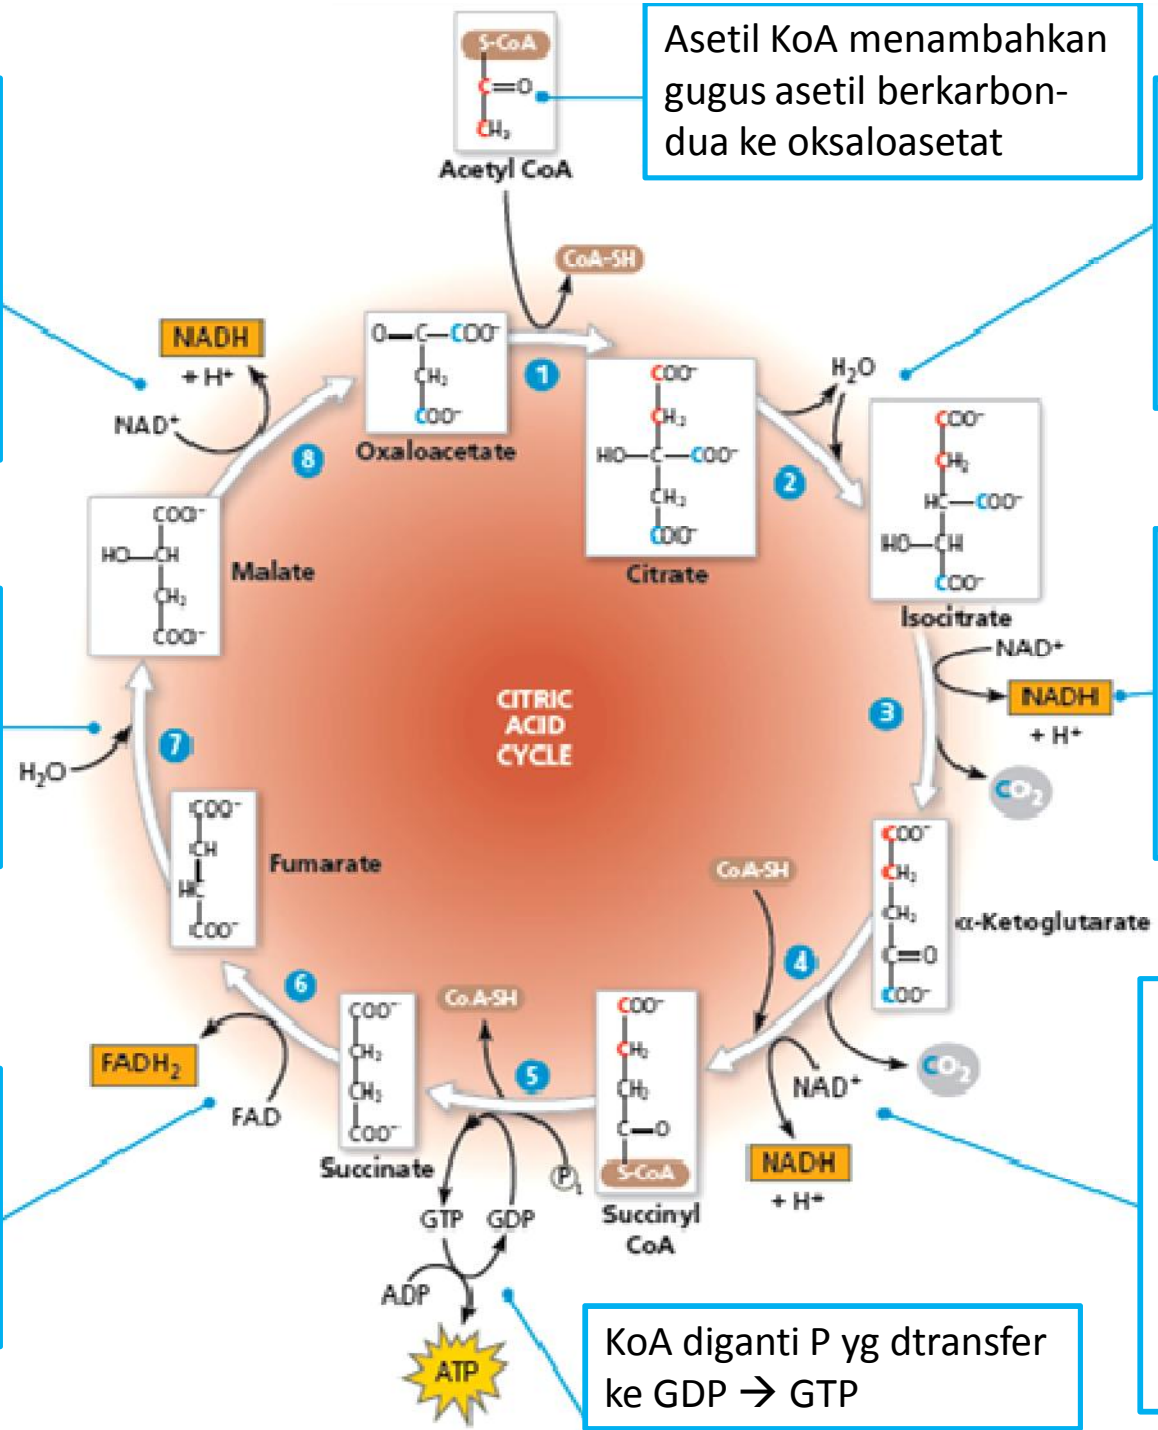 S-CoA
C=O
CH3
Acetyl CoA
Asetil KoA menambahkan
gugus asetil berkarbon-
dua ke oksaloasetat
CoA-SH
NADH
+ H+
NAD+
8
O=C—COO-
CH2
COO-
Oxaloacetate
1
COO-
CH2
HO—C—COO-
CH2
COO-
Citrate
H2O
2
COO-
CH2
HC—COO-
HO—CH
COO-
Isocitrate
COO-
HO—CH
CH2
COO-
Malate
NAD+
NADH
+ H+
3
CO2
CITRIC
ACID
CYCLE
7
H2O
COO-
CH
HC
COO-
Fumarate
CoA-SH
COO-
CH2
CH2
C=O
COO-
α-Ketoglutarate
4
CO2
NAD+
NADH
+ H+
6
FADH2
FAD
COO-
CH2
CH2
COO-
Succinate
CoA-SH
5
COO-
CH2
CH2
C=O
S-CoA
Succinyl
CoA
Pi
GTP GDP
ADP
ATP
KoA diganti P yg dtransfer
ke GDP → GTP